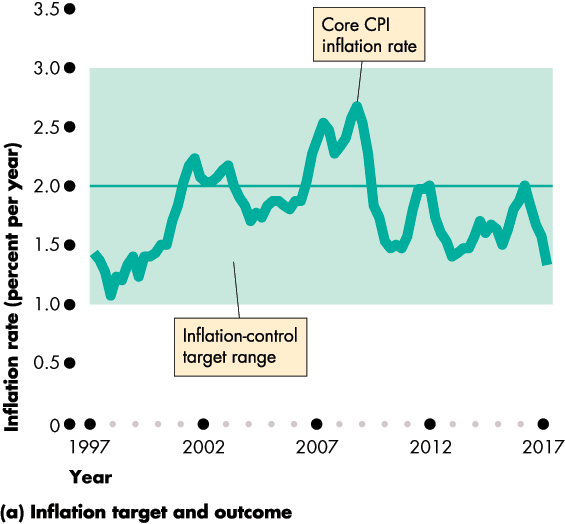 3.5
Core CPI
inflation rate
3.0
2.5
2.0
1.5
1.0
Inflation-control
target range
0.5
0
Inflation rate (percent per year)
1997 2002 2007 2012 2017
Year
(a) Inflation target and outcome